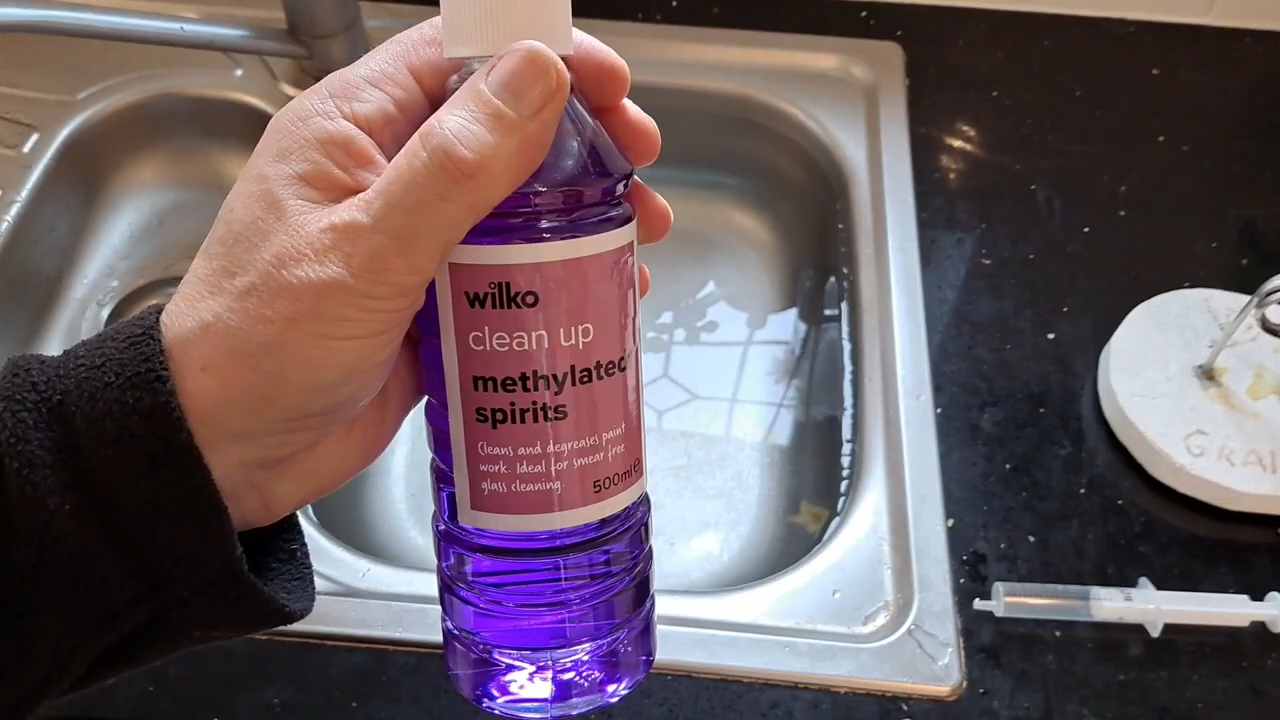 wilko
clean up
methylated
spirits
Cleans and degreases paint
work. Ideal for smear free
glass cleaning.
500ml℮